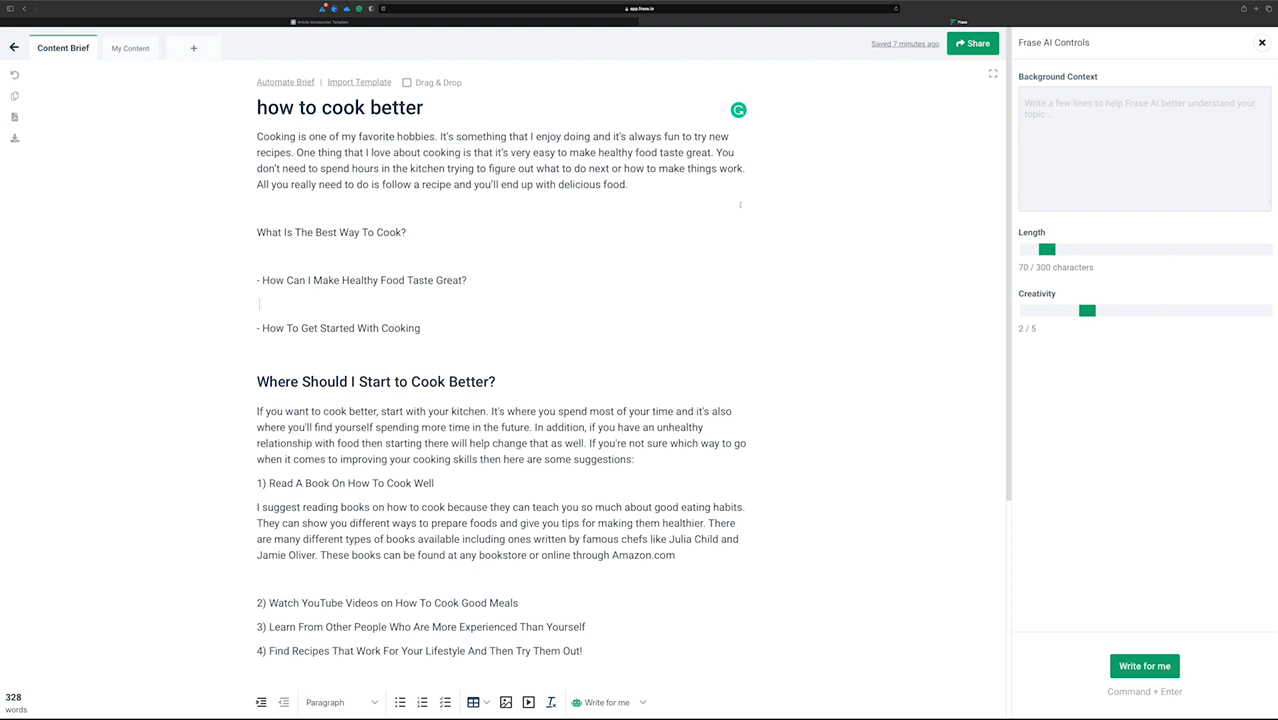 app.frase.io
Article Introduction Template
Frase
Content Brief
My Content
+
Saved 7 minutes ago
Share
Frase AI Controls
Automate Brief | Import Template
Drag & Drop
Background Context
Write a few lines to help Frase AI better understand your
topic...
how to cook better
Cooking is one of my favorite hobbies. It's something that I enjoy doing and it's always fun to try new
recipes. One thing that I love about cooking is that it's very easy to make healthy food taste great. You
don't need to spend hours in the kitchen trying to figure out what to do next or how to make things work.
All you really need to do is follow a recipe and you'll end up with delicious food.
What Is The Best Way To Cook?
- How Can I Make Healthy Food Taste Great?
- How To Get Started With Cooking
Where Should I Start to Cook Better?
If you want to cook better, start with your kitchen. It's where you spend most of your time and it's also
where you'll find yourself spending more time in the future. In addition, if you have an unhealthy
relationship with food then starting there will help change that as well. If you're not sure which way to go
when it comes to improving your cooking skills then here are some suggestions:
1) Read A Book On How To Cook Well
I suggest reading books on how to cook because they can teach you so much about good eating habits.
They can show you different ways to prepare foods and give you tips for making them healthier. There
are many different types of books available including ones written by famous chefs like Julia Child and
Jamie Oliver. These books can be found at any bookstore or online through Amazon.com
2) Watch YouTube Videos on How To Cook Good Meals
3) Learn From Other People Who Are More Experienced Than Yourself
4) Find Recipes That Work For Your Lifestyle And Then Try Them Out!
Length
70 / 300 characters
Creativity
2 / 5
Write for me
Command + Enter
328
words
Paragraph
Write for me